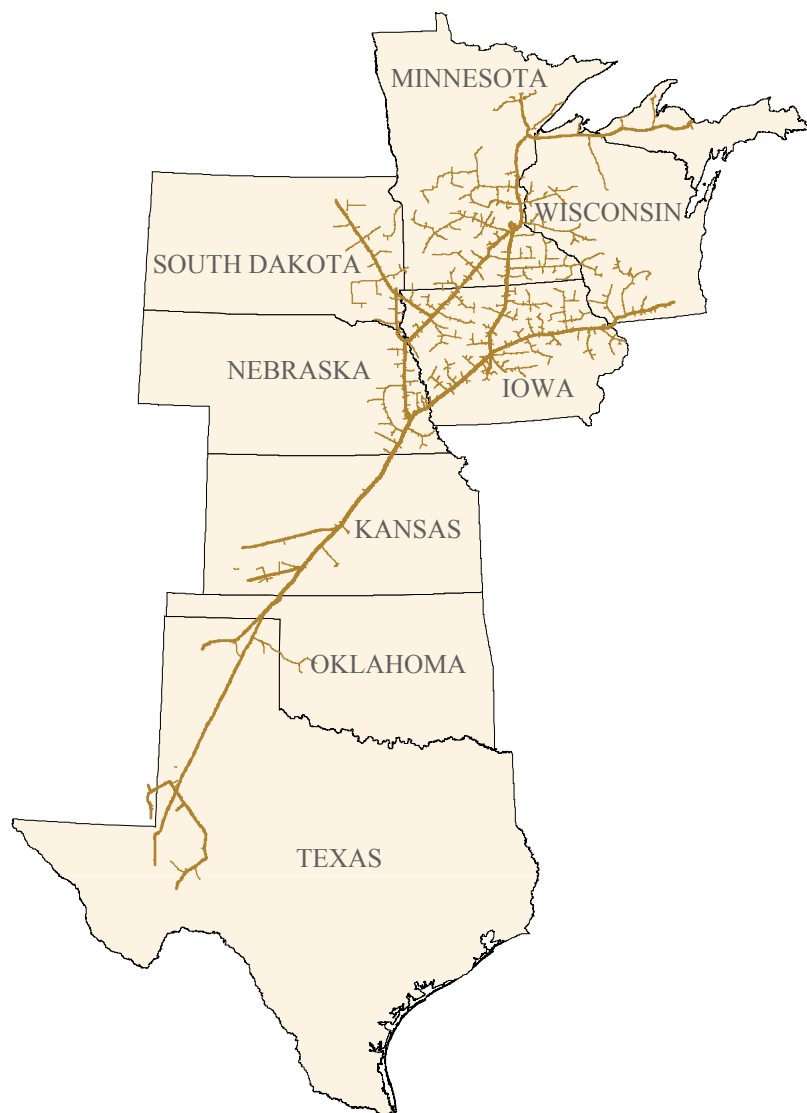 MINNESOTA
WISCONSIN
SOUTH DAKOTA
NEBRASKA
IOWA
KANSAS
OKLAHOMA
TEXAS